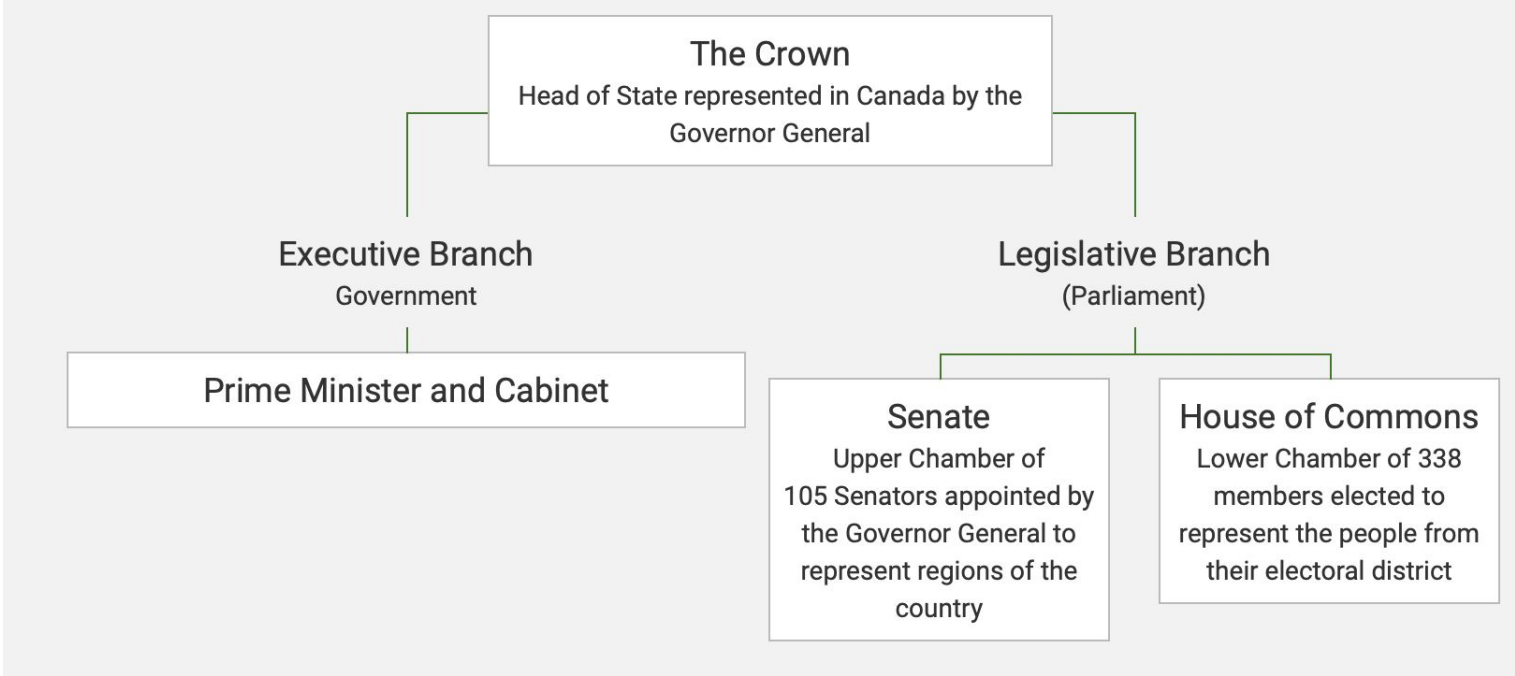 The Crown
Head of State represented in Canada by the
Governor General
Executive Branch
Government
Prime Minister and Cabinet
Legislative Branch
(Parliament)
Senate
Upper Chamber of
105 Senators appointed by
the Governor General to
represent regions of the
country
House of Commons
Lower Chamber of 338
members elected to
represent the people from
their electoral district